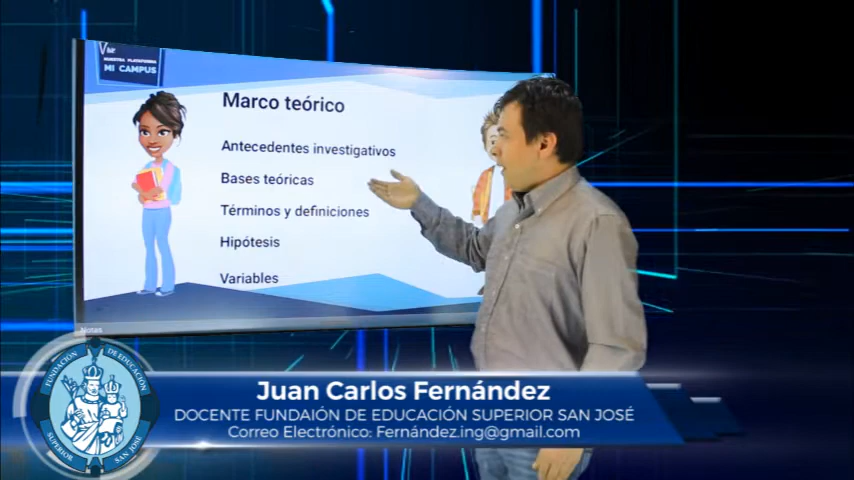 Vive
NUESTRA PLATAFORMA
MI CAMPUS
Marco teórico
Antecedentes investigativos
Bases teóricas
Términos y definiciones
Hipótesis
Variables
Notas
Juan Carlos Fernández
DOCENTE FUNDAIÓN DE EDUCACIÓN SUPERIOR SAN JOSÉ
Correo Electrónico: Fernández.ing@gmail.com
FUNDACIÓN DE EDUCACIÓN
SUPERIOR SAN JOSÉ